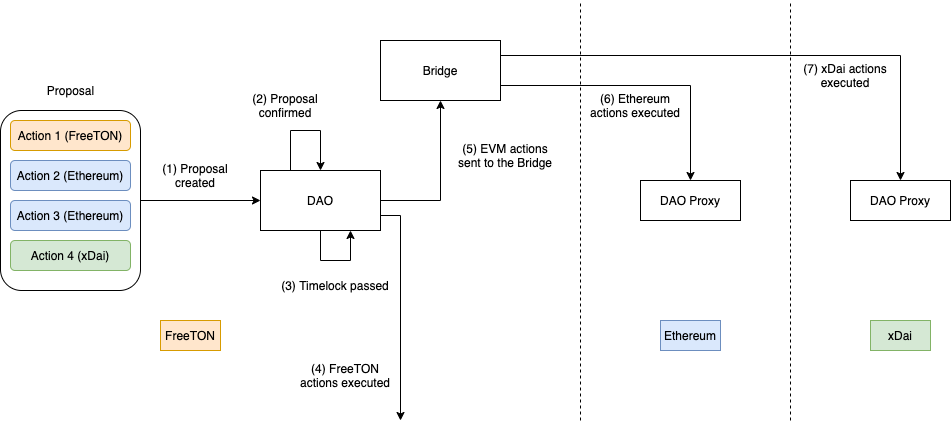 Proposal
Action 1 (FreeTON)
Action 2 (Ethereum)
Action 3 (Ethereum)
Action 4 (xDai)
(1) Proposal
created
(2) Proposal
confirmed
DAO
(3) Timelock passed
(4) FreeTON
actions executed
Bridge
(5) EVM actions
sent to the Bridge
(6) Ethereum
actions executed
DAO Proxy
(7) xDai actions
executed
DAO Proxy
FreeTON
Ethereum
xDai